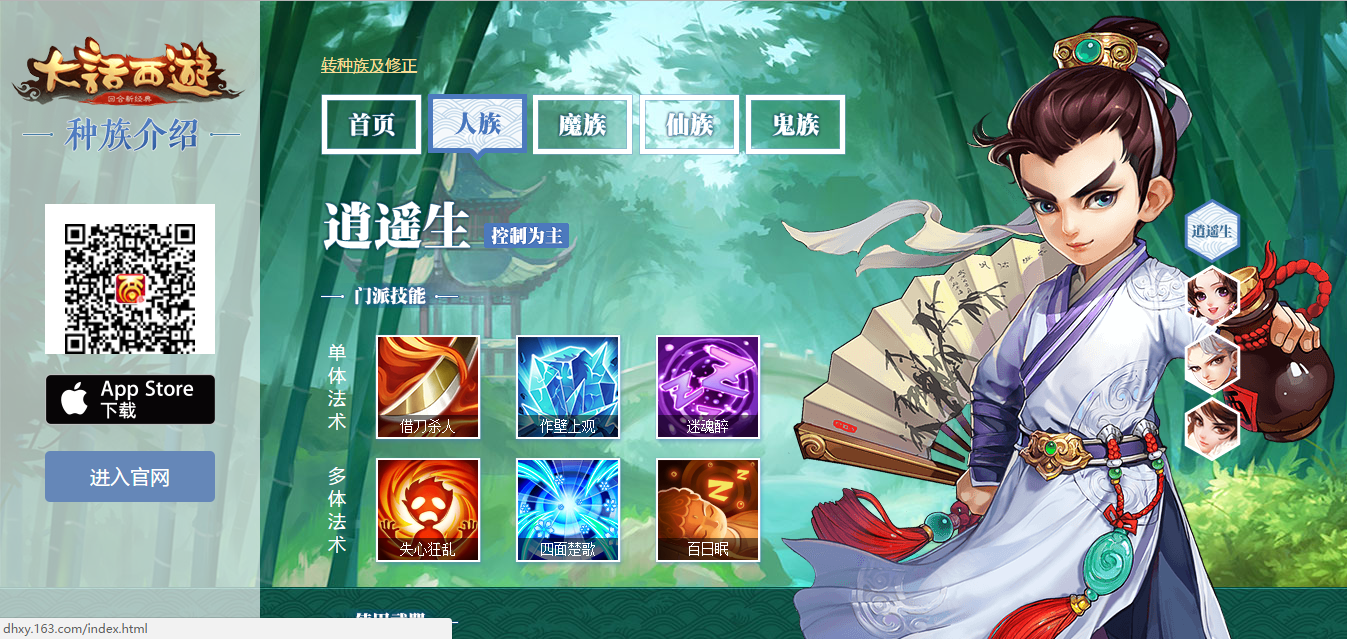 大话西遊
回合新经典
种族介绍
App Store
下载
进入官网
转种族及修正
首页
人族
魔族
仙族
鬼族
逍遥生
控制为主
门派技能
单体法术
借刀杀人
作壁上观
迷魂醉
多体法术
失心狂乱
四面楚歌
百日眠
逍遥生
dhxy.163.com/index.html